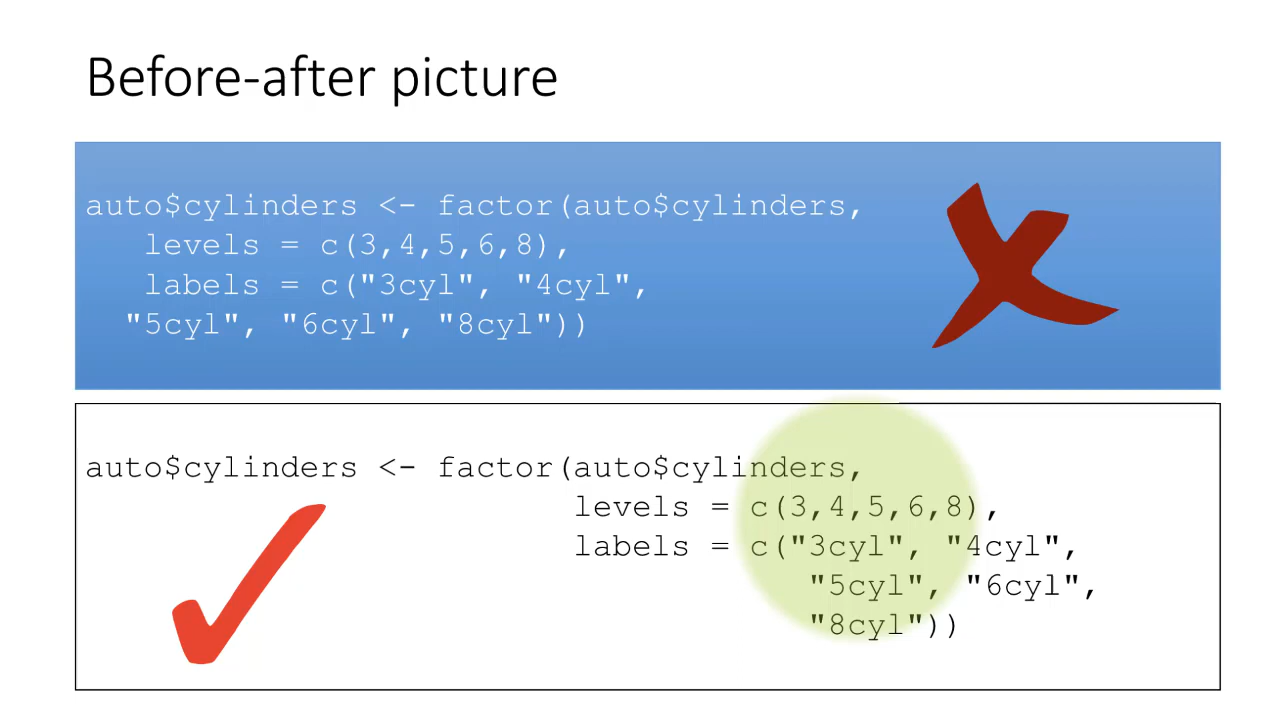 Before-after picture
auto$cylinders <- factor(auto$cylinders,
levels = c(3,4,5,6,8),
labels = c("3cyl", "4cyl",
"5cyl", "6cyl", "8cyl"))
auto$cylinders <- factor(auto$cylinders,
levels = c(3,4,5,6,8),
labels = c("3cyl", "4cyl",
"5cyl", "6cyl",
"8cyl"))